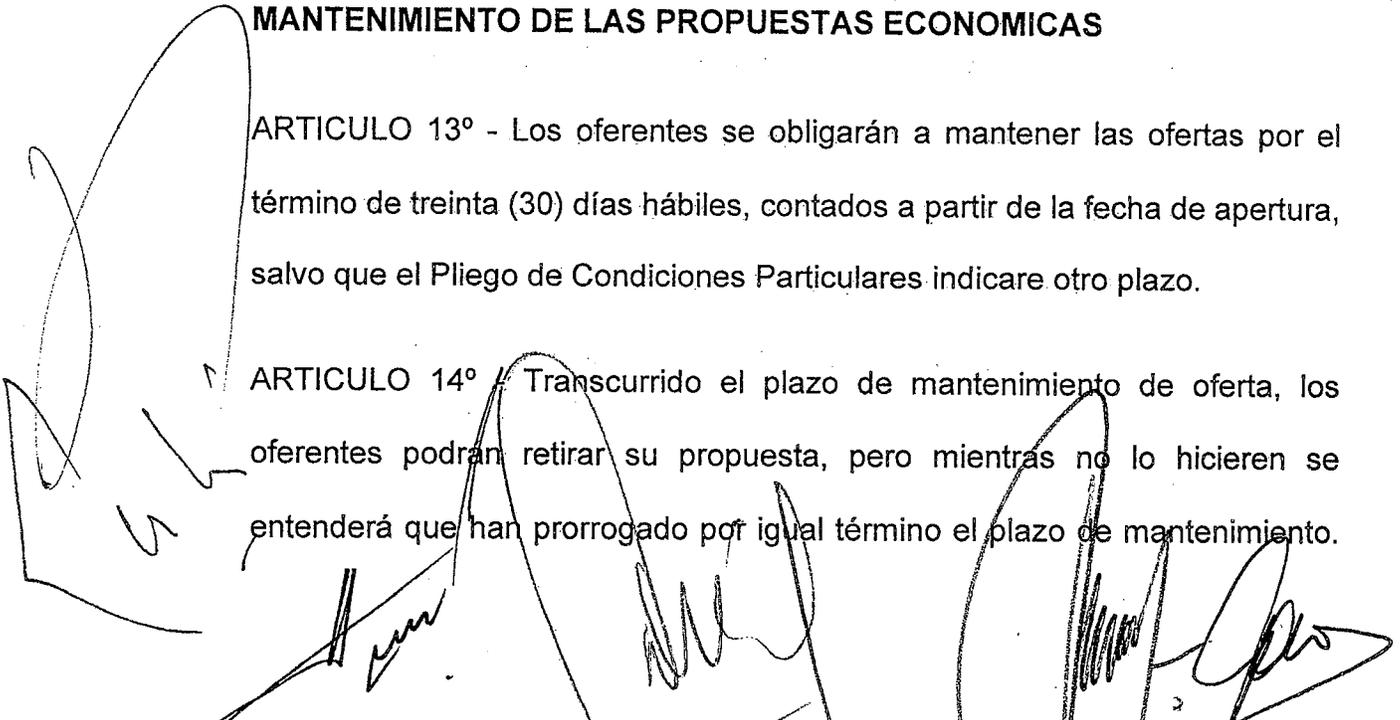 MANTENIMIENTO DE LAS PROPUESTAS ECONOMICAS
ARTICULO 13º - Los oferentes se obligarán a mantener las ofertas por el
término de treinta (30) días hábiles, contados a partir de la fecha de apertura,
salvo que el Pliego de Condiciones Particulares indicare otro plazo.
ARTICULO 14º - Transcurrido el plazo de mantenimiento de oferta, los
oferentes podrán retirar su propuesta, pero mientras no lo hicieren se
entenderá que han prorrogado por igual término el plazo de mantenimiento.